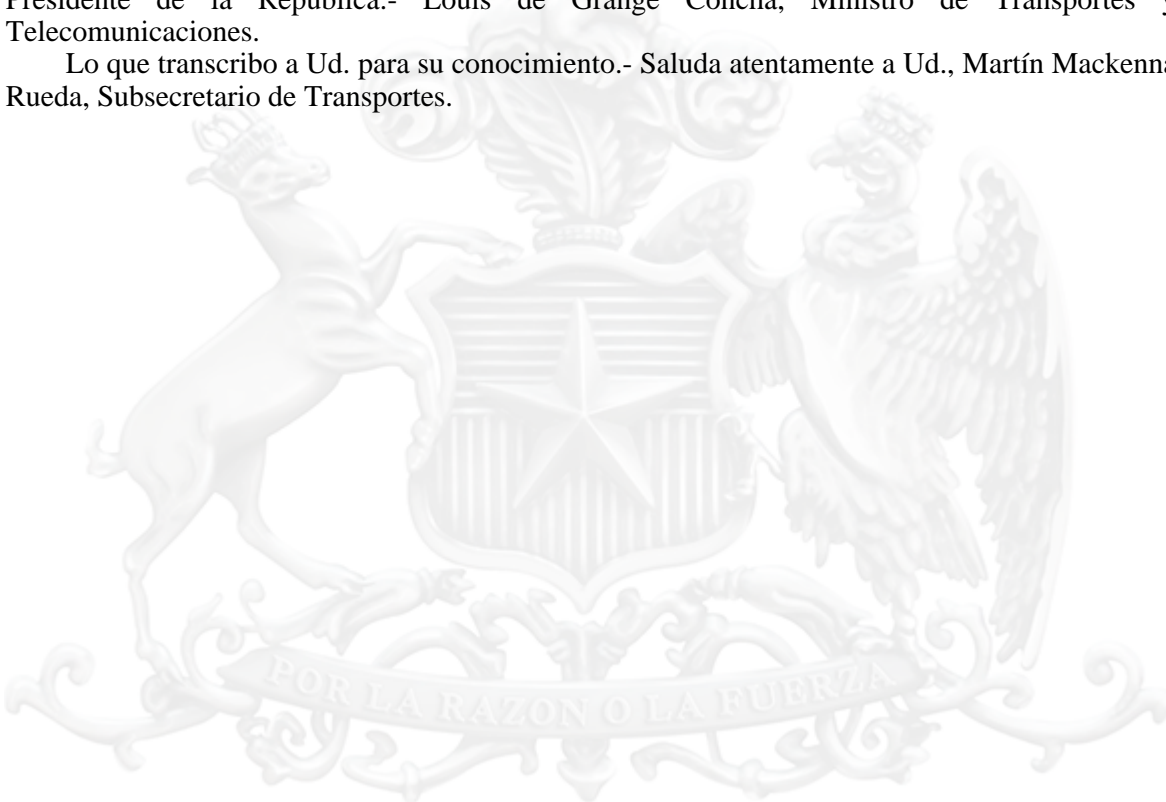 Presidente de la República.- Louis de Grange Concha, Ministro de Transportes y
Telecomunicaciones.
Lo que transcribo a Ud. para su conocimiento.- Saluda atentamente a Ud., Martín Mackenna
Rueda, Subsecretario de Transportes.
POR LA RAZON O LA FUERZA